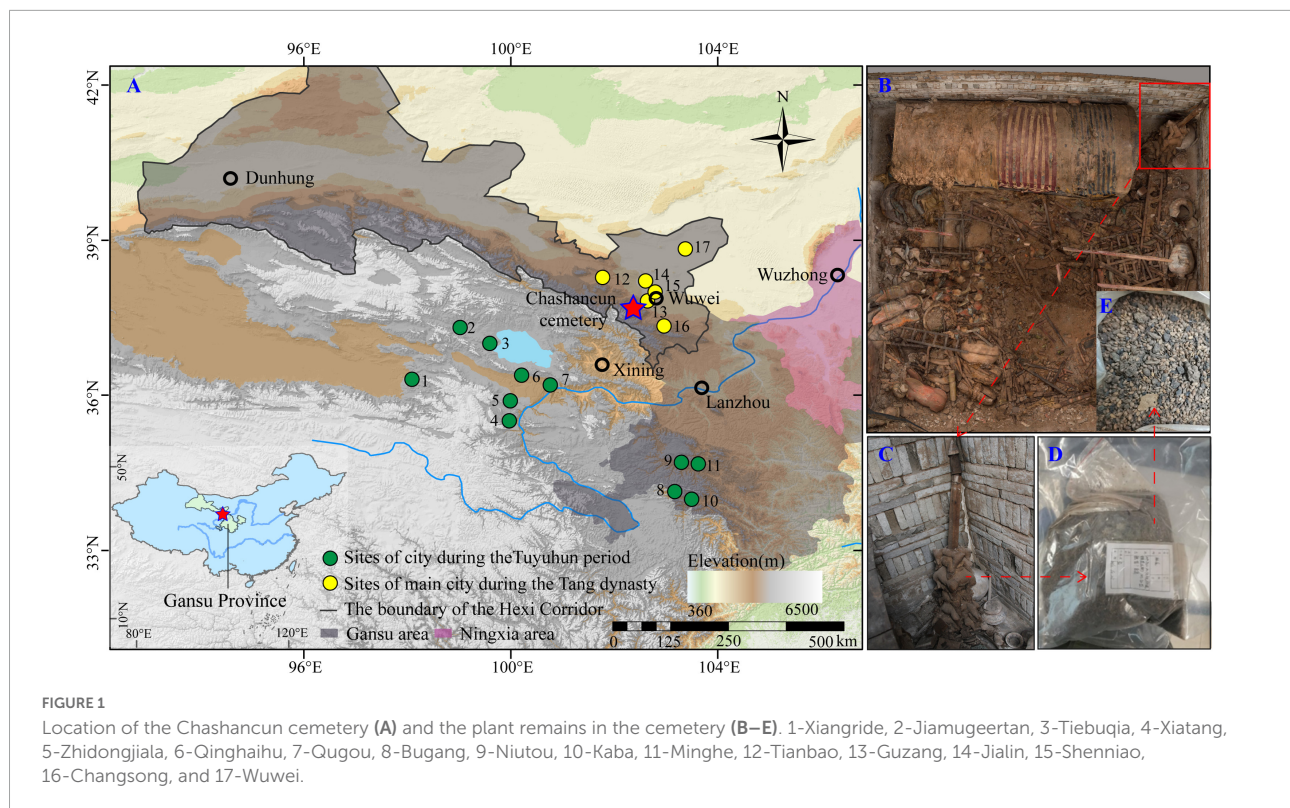 96°E
100°E
104°E
A
B
N
42°N
Dunhung
39°N
17
12
14
15
Wuzhong
Chashancun
Wuwei
cemetery
13
16
E
2
3
Xining
1
6
7
36°N
5
Lanzhou
4
9
11
C
D
50°N
8
10
33°N
Sites of city during theTuyuhun period
Elevation(m)
Sites of main city during the Tang dynasty
360
6500
Gansu Province
The boundary of the Hexi Corridor
10°N
Gansu area
Ningxia area
0
125
250
500 km
80°E
120°E
96°E
100°E
104°E
FIGURE 1
Location of the Chashancun cemetery (A) and the plant remains in the cemetery (B–E). 1-Xiangride, 2-Jiamugeertan, 3-Tiebuqia, 4-Xiatang,
5-Zhidongjiala, 6-Qinghaihu, 7-Qugou, 8-Bugang, 9-Niutou, 10-Kaba, 11-Minghe, 12-Tianbao, 13-Guzang, 14-Jialin, 15-Shenniao,
16-Changsong, and 17-Wuwei.